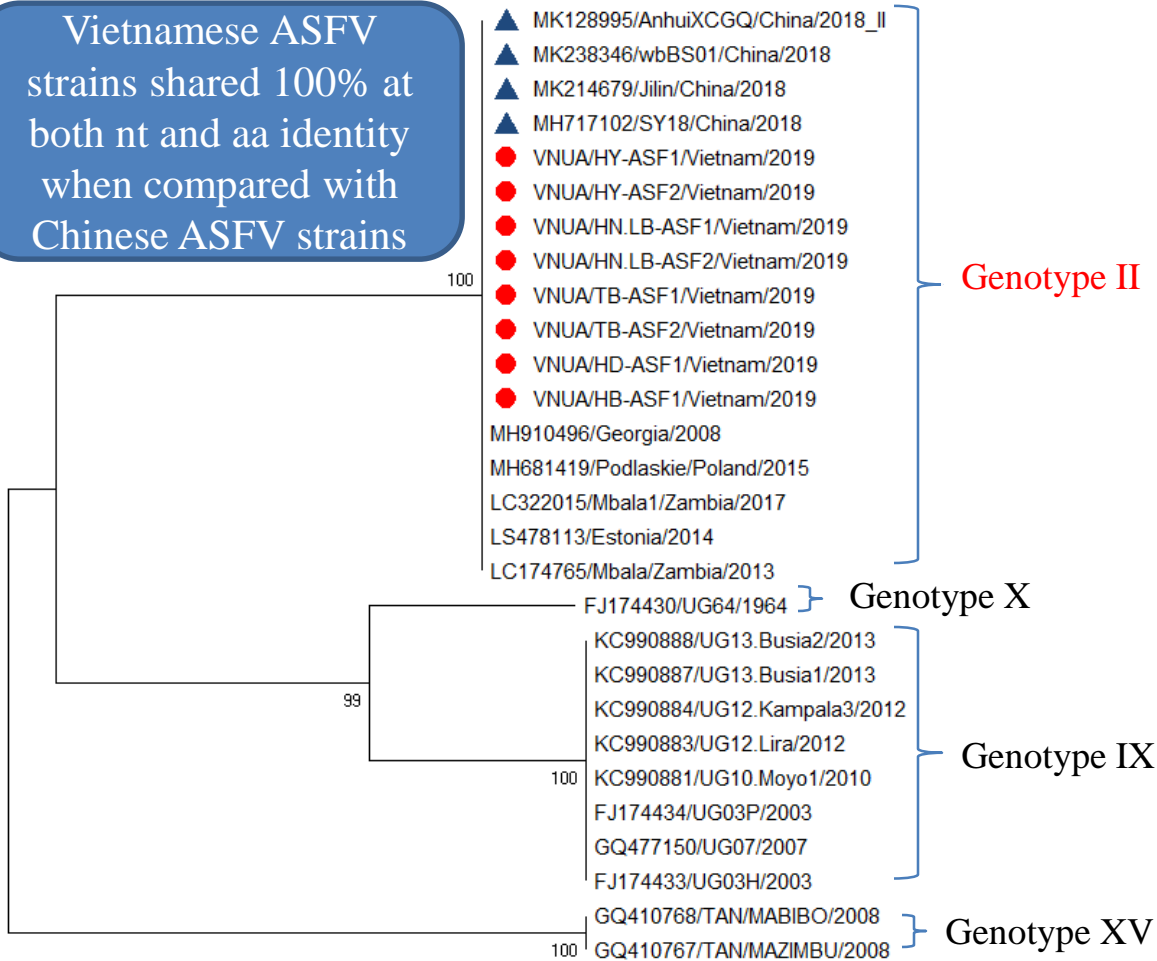 Vietnamese ASFV
strains shared 100% at
both nt and aa identity
when compared with
Chinese ASFV strains
MK128995/AnhuiXCGQ/China/2018_II
MK238346/wbBS01/China/2018
MK214679/Jilin/China/2018
MH717102/SY18/China/2018
VNUA/HY-ASF1/Vietnam/2019
VNUA/HY-ASF2/Vietnam/2019
VNUA/HN.LB-ASF1/Vietnam/2019
VNUA/HN.LB-ASF2/Vietnam/2019
100
VNUA/TB-ASF1/Vietnam/2019
VNUA/TB-ASF2/Vietnam/2019
VNUA/HD-ASF1/Vietnam/2019
VNUA/HB-ASF1/Vietnam/2019
MH910496/Georgia/2008
MH681419/Podlaskie/Poland/2015
LC322015/Mbala1/Zambia/2017
LS478113/Estonia/2014
LC174765/Mbala/Zambia/2013
Genotype II
FJ174430/UG64/1964
Genotype X
99
KC990888/UG13.Busia2/2013
KC990887/UG13.Busia1/2013
KC990884/UG12.Kampala3/2012
KC990883/UG12.Lira/2012
100
KC990881/UG10.Moyo1/2010
FJ174434/UG03P/2003
GQ477150/UG07/2007
FJ174433/UG03H/2003
Genotype IX
GQ410768/TAN/MABIBO/2008
100
GQ410767/TAN/MAZIMBU/2008
Genotype XV